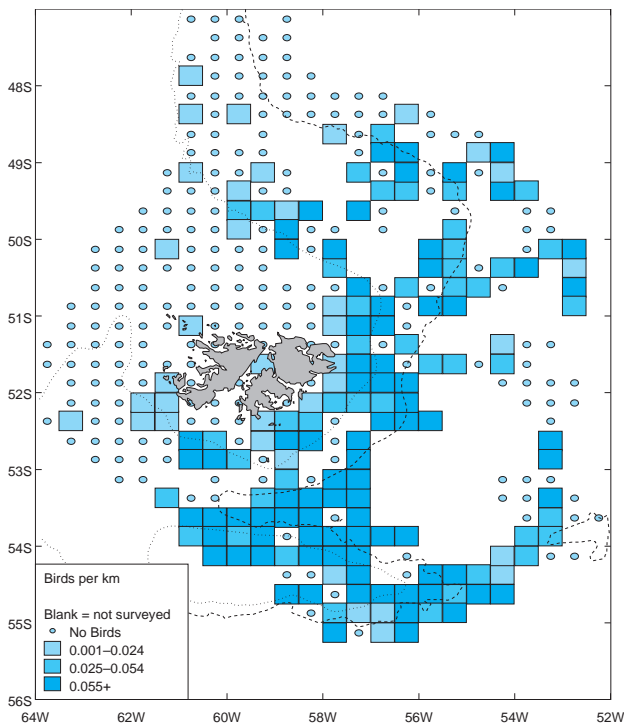 48S
49S
50S
51S
52S
53S
54S
55S
56S
Birds per km
Blank = not surveyed
No Birds
0.001–0.024
0.025–0.054
0.055+
64W 62W 60W 58W 56W 54W 52W